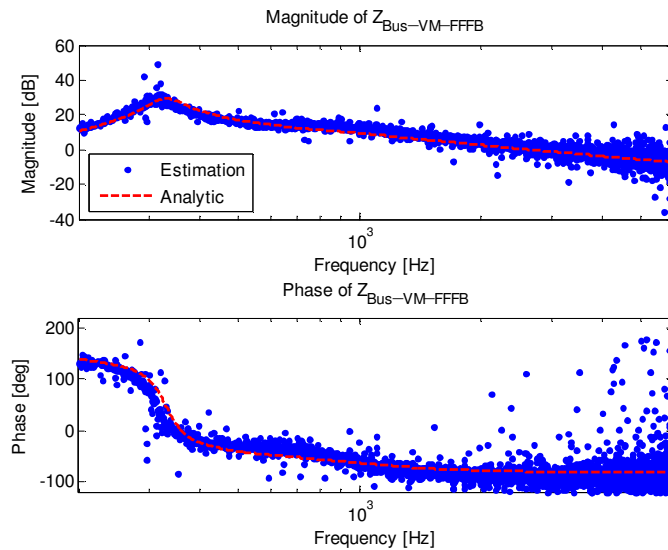 Magnitude of Z_Bus–VM–FFFB
60
40
20
0
-20
-40
Magnitude [dB]
Estimation
Analytic
10^3
Frequency [Hz]
Phase of Z_Bus–VM–FFFB
200
100
0
-100
Phase [deg]
10^3
Frequency [Hz]